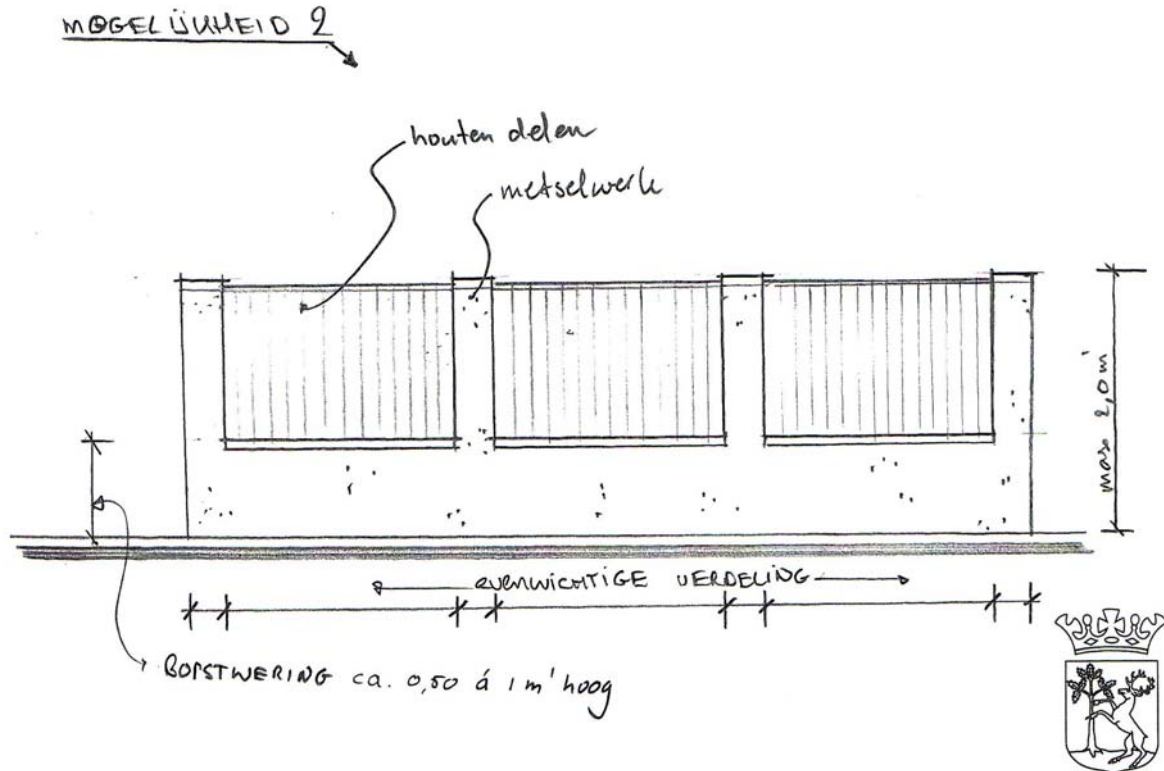 MOGELIJKHEID 2
houten delen
metselwerk
max 2,0 m'
EVENWICHTIGE VERDELING
BORSTWERING ca. 0,50 á 1 m' hoog